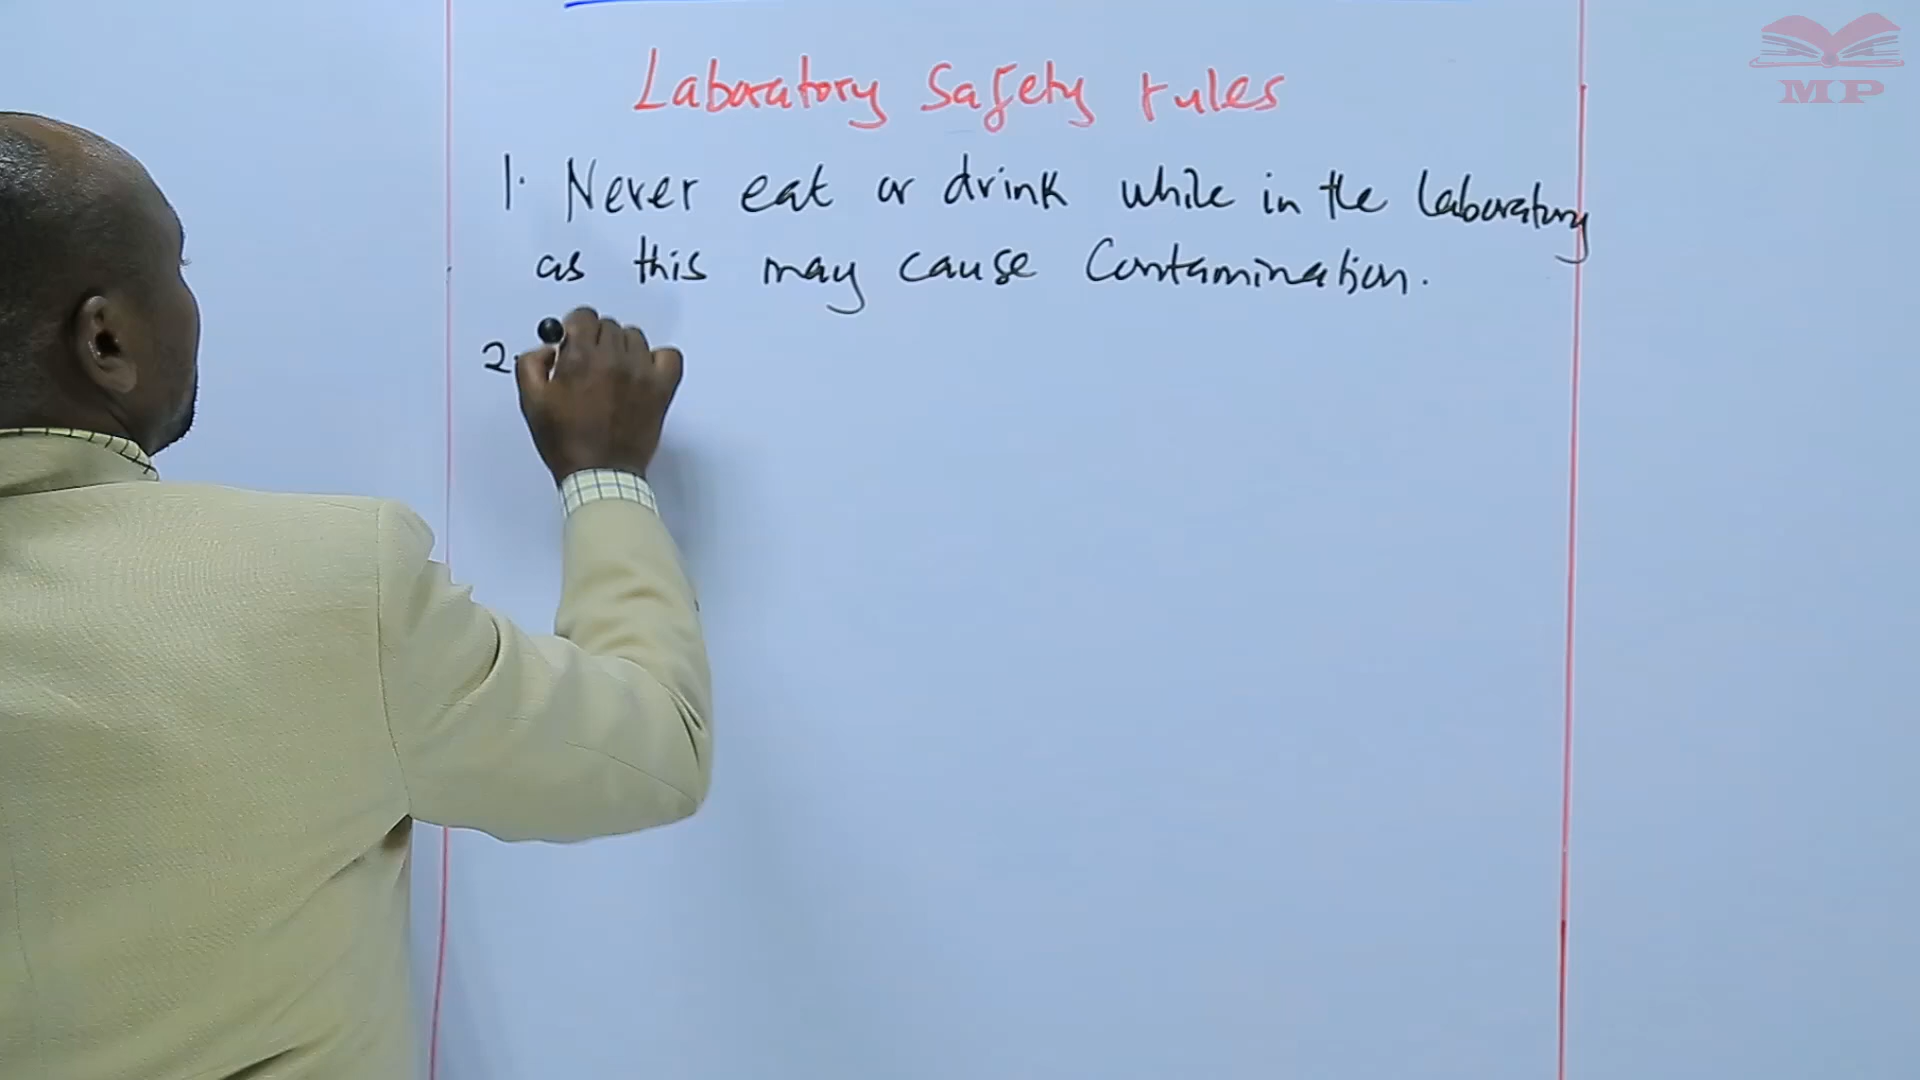 MP
Laboratory Safety rules
1. Never eat or drink while in the laboratory
as this may cause Contamination.
2.